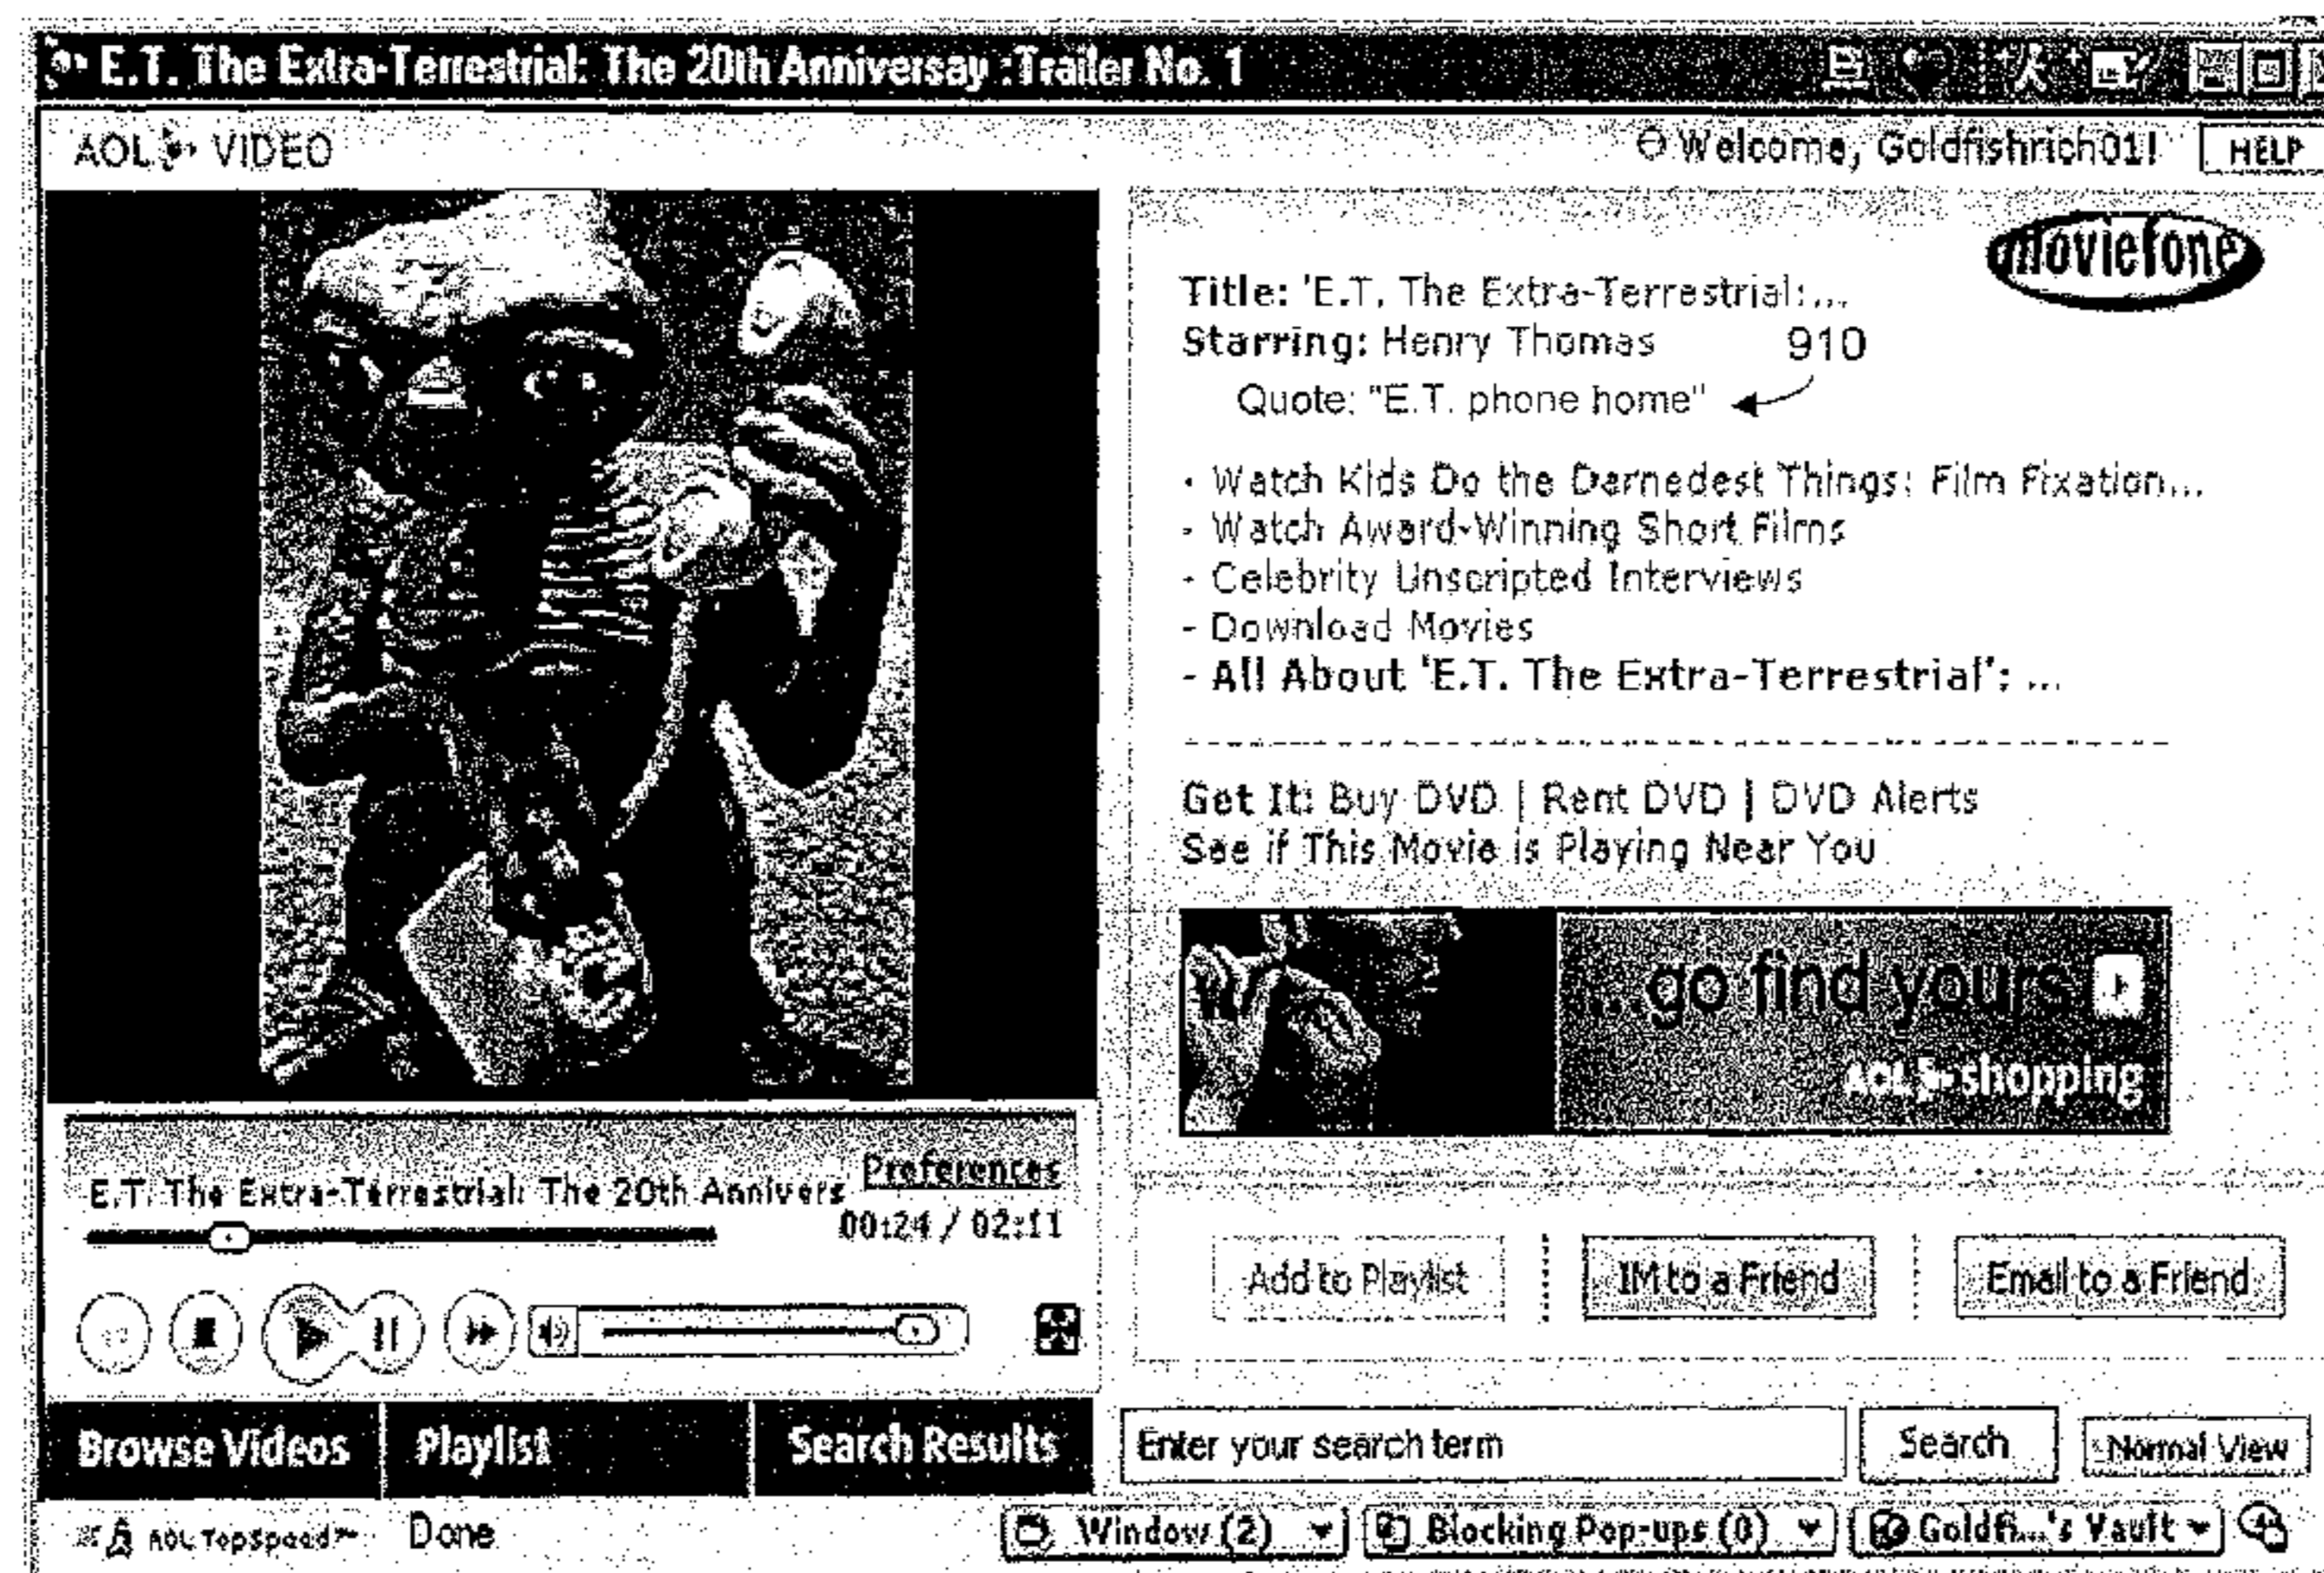 E.T. The Extra-Terrestrial: The 20th Anniversay :Trailer No. 1
AOL VIDEO
Welcome, Goldfishrich01!
HELP
moviefone
Title: 'E.T. The Extra-Terrestrial:...
Starring: Henry Thomas
910
Quote: "E.T. phone home"
· Watch Kids Do the Darnedest Things: Film Fixation...
- Watch Award-Winning Short Films
- Celebrity Unscripted Interviews
- Download Movies
- All About 'E.T. The Extra-Terrestrial': ...
Get It: Buy DVD | Rent DVD | DVD Alerts
See if This Movie is Playing Near You
...go find yours
AOL shopping
Preferences
E.T. The Extra-Terrestrial: The 20th Annivers
00:24 / 02:11
Add to Playlist
IM to a Friend
Email to a Friend
Browse Videos
Playlist
Search Results
Enter your search term
Search
Normal View
AOL TopSpeed™
Done
Window (2)
Blocking Pop-ups (0)
Goldfi...'s Vault